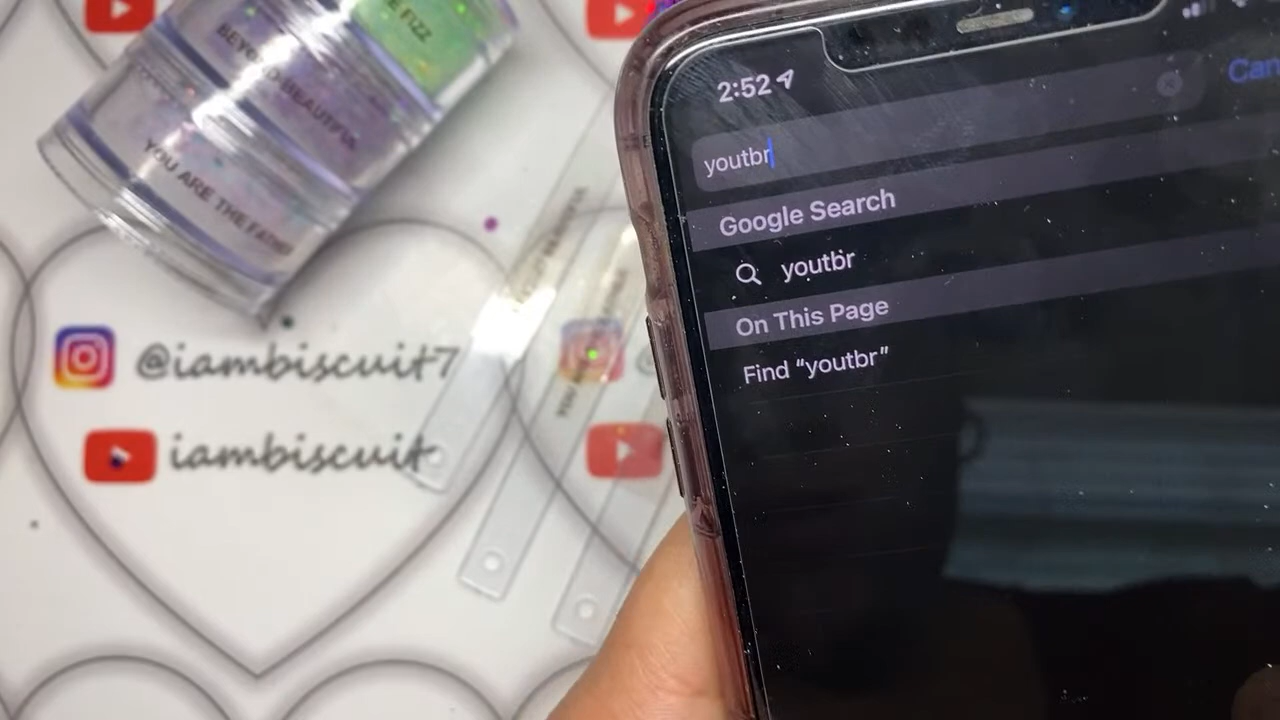 E FIZZ
BEYOND BEAUTIFUL
YOU ARE THE FATHER
@iambiscuit7
iambiscuit
2:52
Can
youtbr
Google Search
youtbr
On This Page
Find “youtbr”